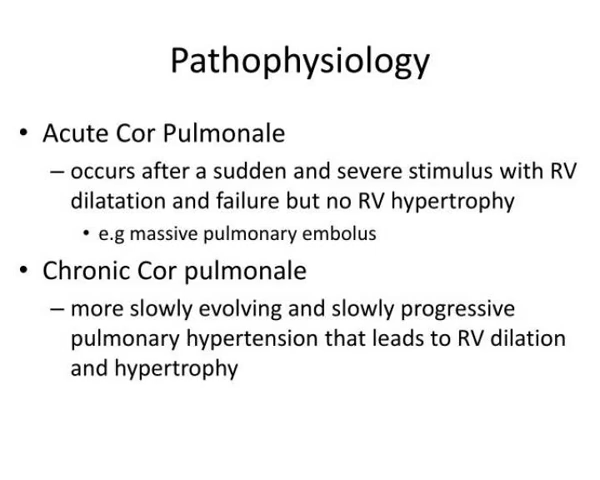 Pathophysiology
• Acute Cor Pulmonale
– occurs after a sudden and severe stimulus with RV
dilatation and failure but no RV hypertrophy
• e.g massive pulmonary embolus
• Chronic Cor pulmonale
– more slowly evolving and slowly progressive
pulmonary hypertension that leads to RV dilation
and hypertrophy